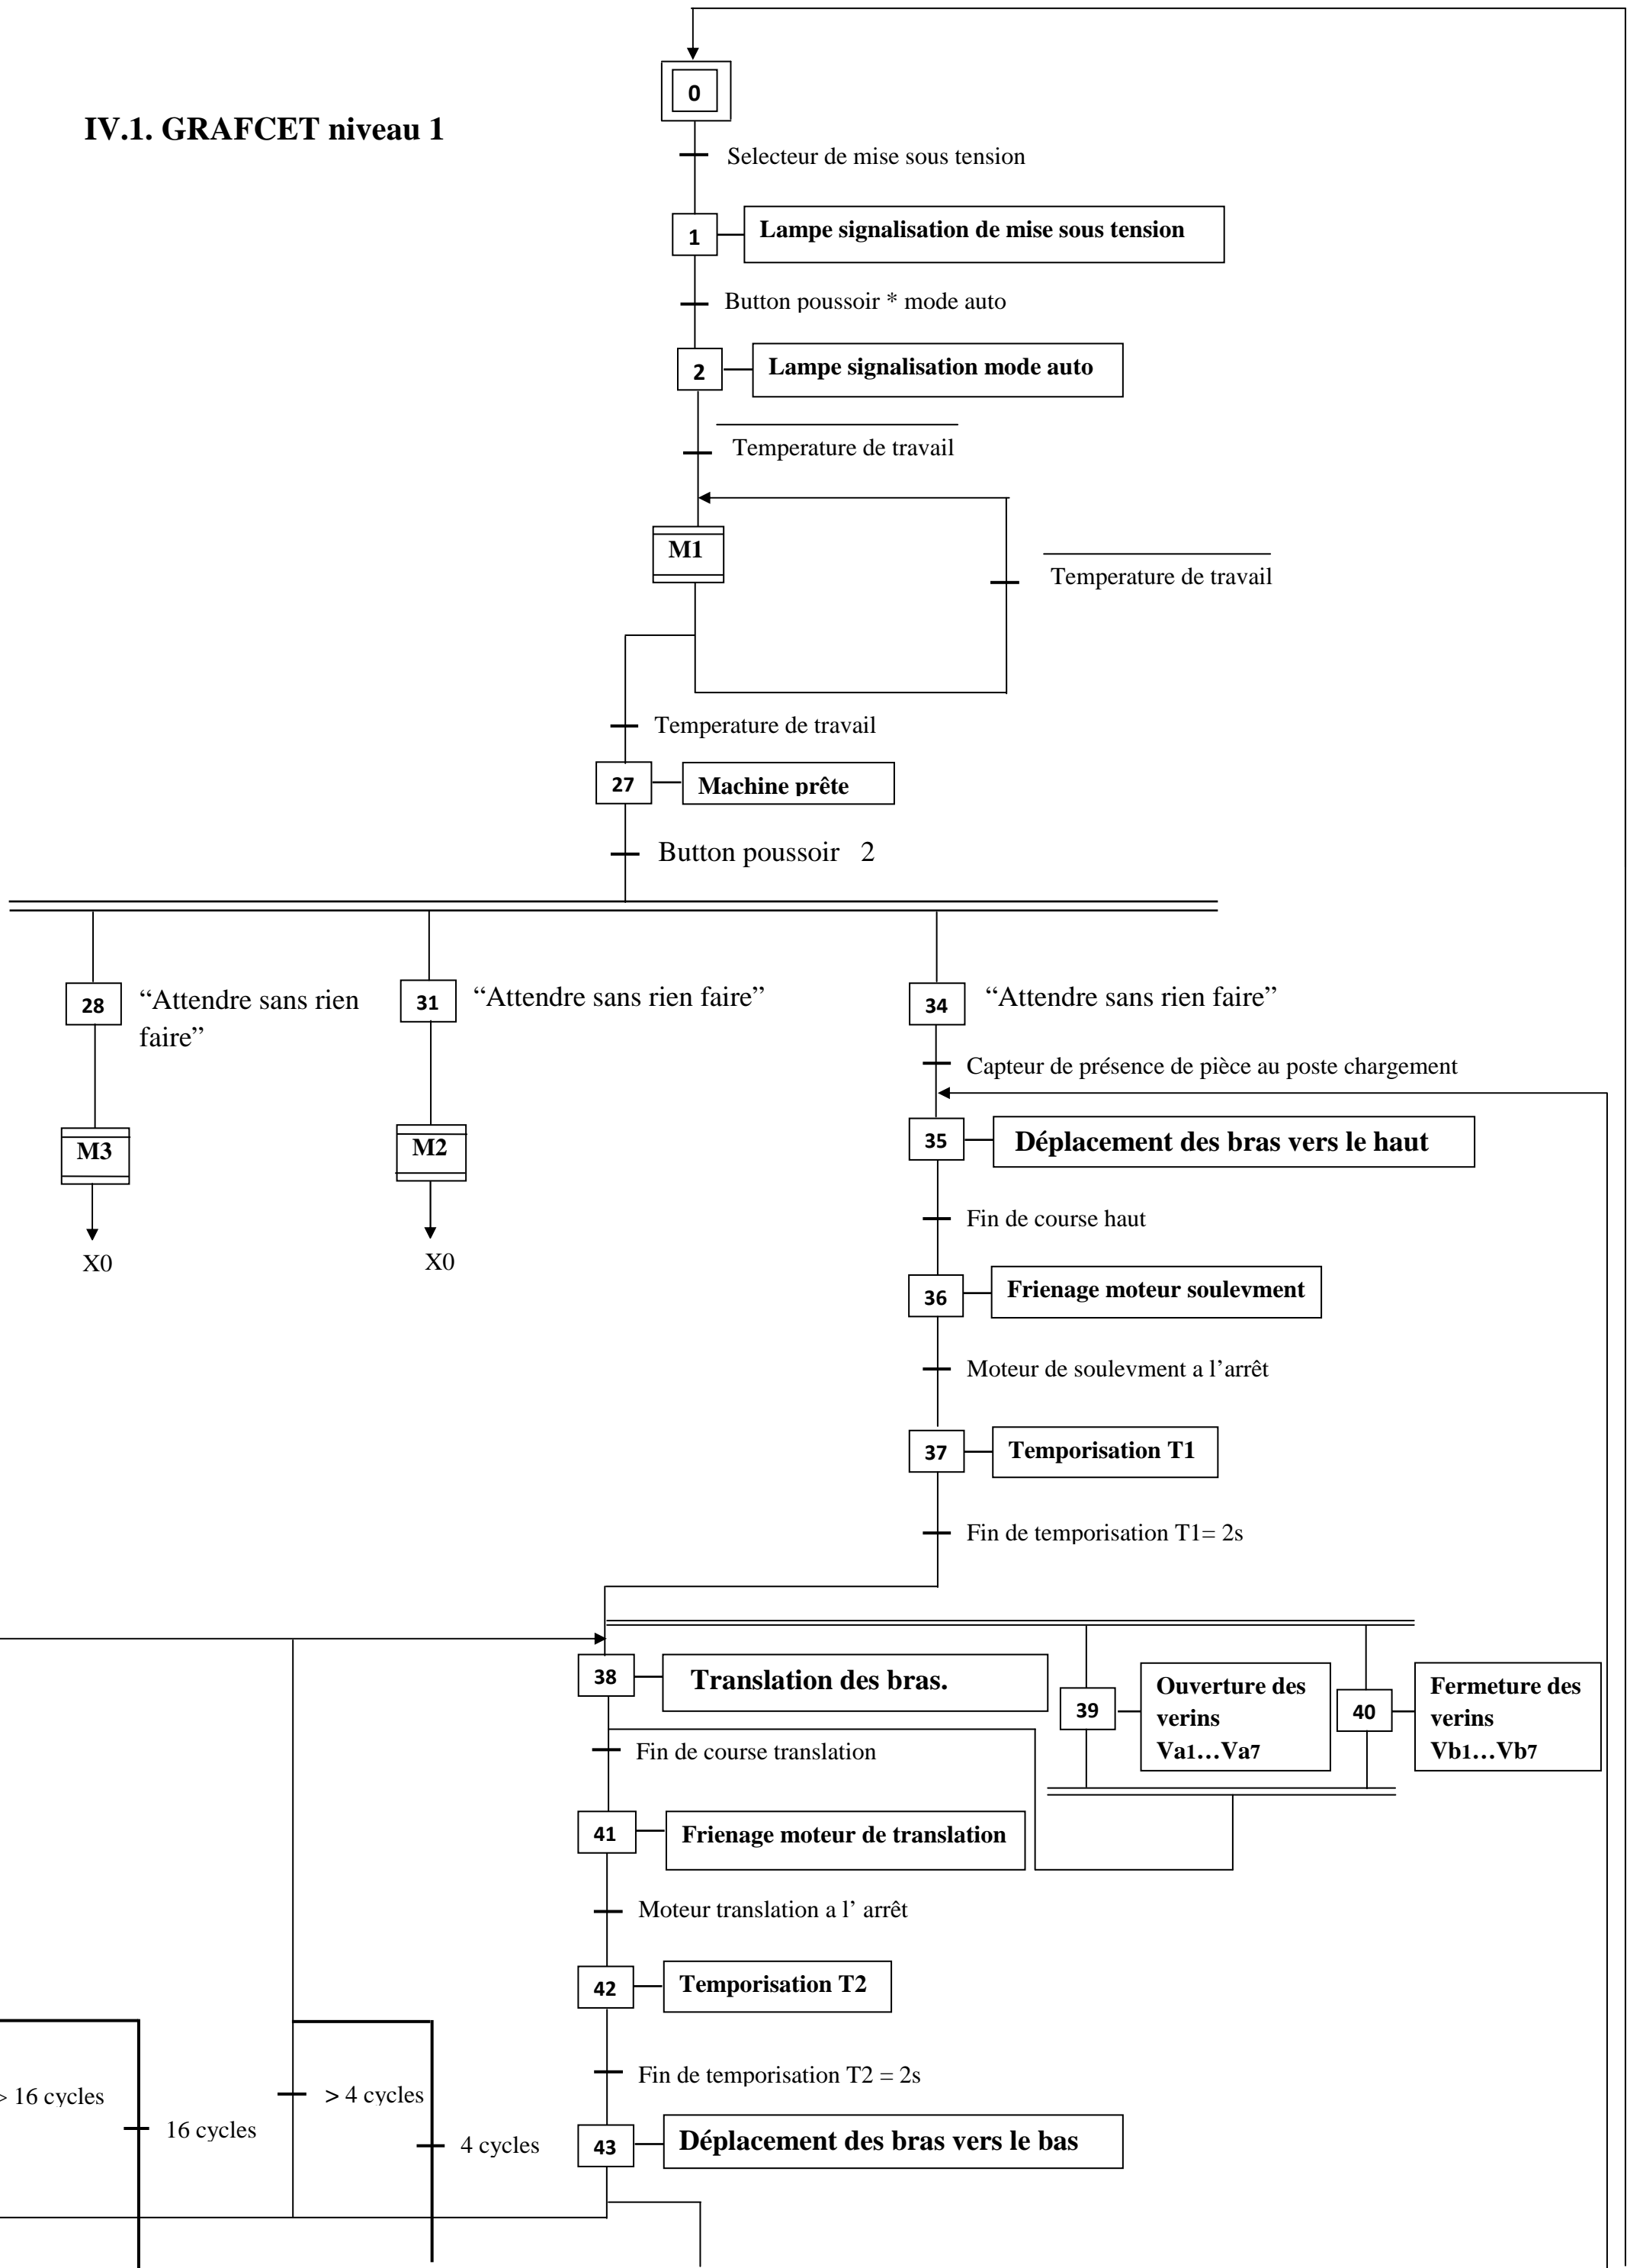 0
IV.1. GRAFCET niveau 1
Selecteur de mise sous tension
1
Lampe signalisation de mise sous tension
Button poussoir * mode auto
2
Lampe signalisation mode auto
Temperature de travail
M1
Temperature de travail
Temperature de travail
27
Machine prête
Button poussoir 2
28
“Attendre sans rien
faire”
31
“Attendre sans rien faire”
34
“Attendre sans rien faire”
Capteur de présence de pièce au poste chargement
M3
M2
35
Déplacement des bras vers le haut
Fin de course haut
X0
X0
36
Frienage moteur soulevment
Moteur de soulevment a l’arrêt
37
Temporisation T1
Fin de temporisation T1= 2s
38
Translation des bras.
39
Ouverture des
verins
Va1…Va7
40
Fermeture des
verins
Vb1…Vb7
Fin de course translation
41
Frienage moteur de translation
Moteur translation a l’ arrêt
42
Temporisation T2
Fin de temporisation T2 = 2s
> 16 cycles
16 cycles
> 4 cycles
4 cycles
43
Déplacement des bras vers le bas